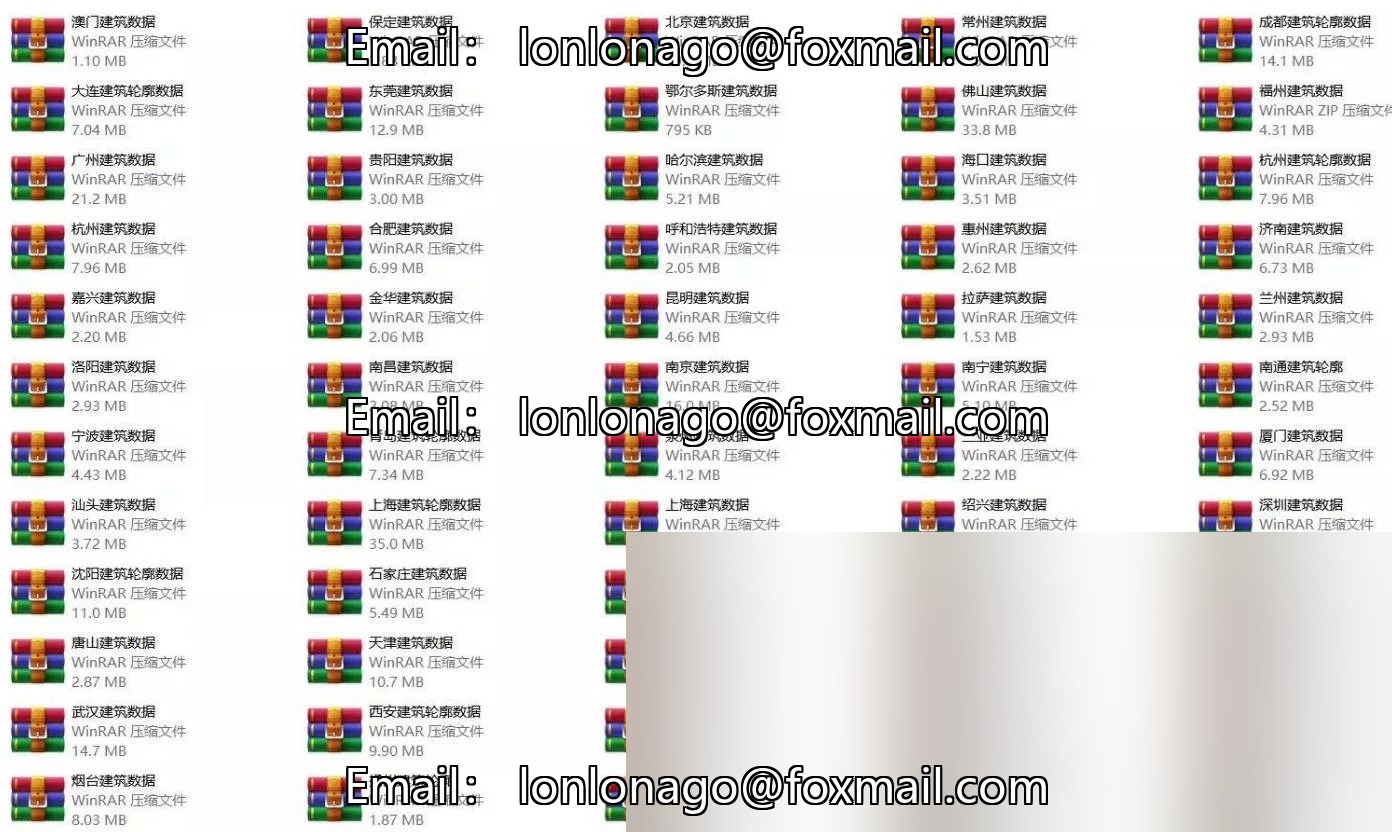 澳门建筑数据
WinRAR 压缩文件
1.10 MB
保定建筑数据
北京建筑数据
常州建筑数据
成都建筑轮廓数据
WinRAR 压缩文件
14.1 MB
Email： lonlonago@foxmail.com
大连建筑轮廓数据
WinRAR 压缩文件
7.04 MB
东莞建筑数据
WinRAR 压缩文件
12.9 MB
鄂尔多斯建筑数据
WinRAR 压缩文件
795 KB
佛山建筑数据
WinRAR 压缩文件
33.8 MB
福州建筑数据
WinRAR ZIP 压缩文件
4.31 MB
广州建筑数据
WinRAR 压缩文件
21.2 MB
贵阳建筑数据
WinRAR 压缩文件
3.00 MB
哈尔滨建筑数据
WinRAR 压缩文件
5.21 MB
海口建筑数据
WinRAR 压缩文件
3.51 MB
杭州建筑轮廓数据
WinRAR 压缩文件
7.96 MB
杭州建筑数据
WinRAR 压缩文件
7.96 MB
合肥建筑数据
WinRAR 压缩文件
6.99 MB
呼和浩特建筑数据
WinRAR 压缩文件
2.05 MB
惠州建筑数据
WinRAR 压缩文件
2.62 MB
济南建筑数据
WinRAR 压缩文件
6.73 MB
嘉兴建筑数据
WinRAR 压缩文件
2.20 MB
金华建筑数据
WinRAR 压缩文件
2.06 MB
昆明建筑数据
WinRAR 压缩文件
4.66 MB
拉萨建筑数据
WinRAR 压缩文件
1.53 MB
兰州建筑数据
WinRAR 压缩文件
2.93 MB
洛阳建筑数据
WinRAR 压缩文件
2.93 MB
南昌建筑数据
WinRAR 压缩文件
南京建筑数据
WinRAR 压缩文件
16.0 MB
南宁建筑数据
WinRAR 压缩文件
5.10 MB
南通建筑轮廓
WinRAR 压缩文件
2.52 MB
Email： lonlonago@foxmail.com
宁波建筑数据
WinRAR 压缩文件
4.43 MB
青岛建筑轮廓数据
WinRAR 压缩文件
7.34 MB
WinRAR 压缩文件
4.12 MB
三亚建筑数据
WinRAR 压缩文件
2.22 MB
厦门建筑数据
WinRAR 压缩文件
6.92 MB
汕头建筑数据
WinRAR 压缩文件
3.72 MB
上海建筑轮廓数据
WinRAR 压缩文件
35.0 MB
上海建筑数据
WinRAR 压缩文件
绍兴建筑数据
WinRAR 压缩文件
深圳建筑数据
WinRAR 压缩文件
沈阳建筑轮廓数据
WinRAR 压缩文件
11.0 MB
石家庄建筑数据
WinRAR 压缩文件
5.49 MB
唐山建筑数据
WinRAR 压缩文件
2.87 MB
天津建筑数据
WinRAR 压缩文件
10.7 MB
武汉建筑数据
WinRAR 压缩文件
14.7 MB
西安建筑轮廓数据
WinRAR 压缩文件
9.90 MB
烟台建筑数据
WinRAR 压缩文件
8.03 MB
1.87 MB
Email： lonlonago@foxmail.com